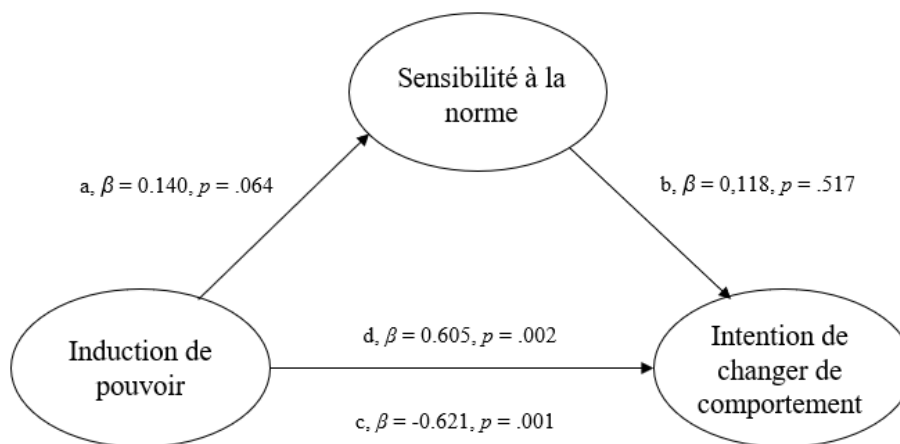 Sensibilité à la
norme
a, β = 0.140, p = .064
b, β = 0,118, p = .517
Induction de
pouvoir
d, β = 0.605, p = .002
c, β = -0.621, p = .001
Intention de
changer de
comportement